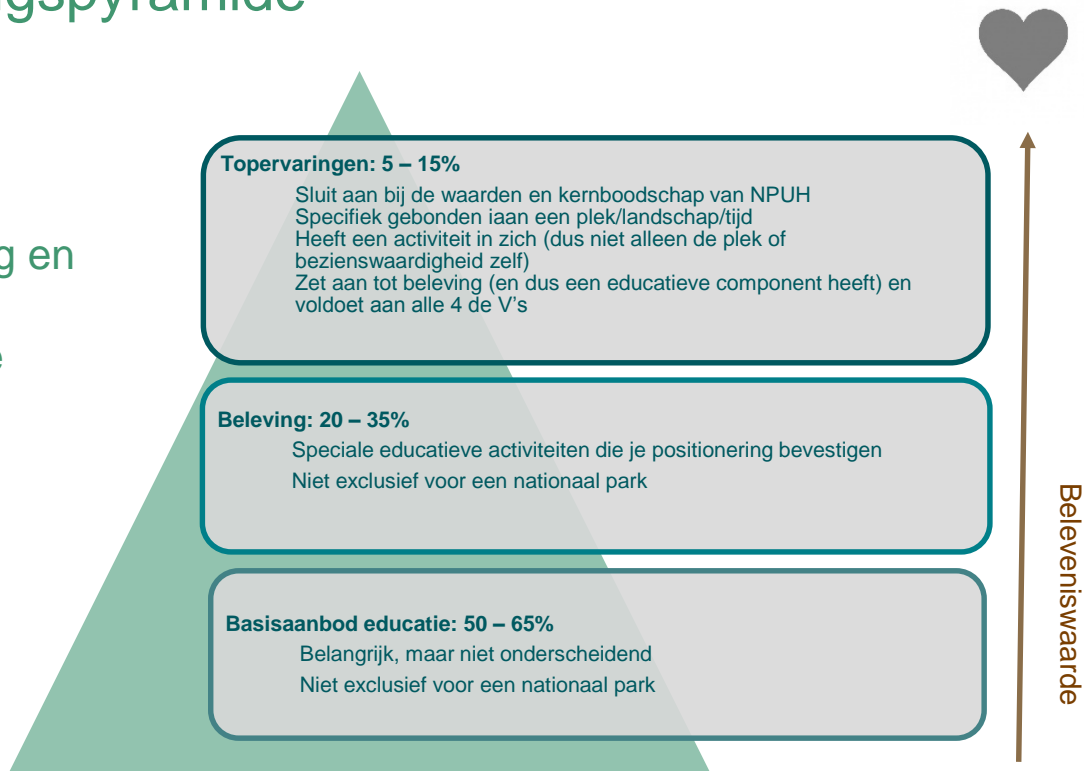 gspyramide
g en
e
Topervaringen: 5 – 15%
Sluit aan bij de waarden en kernboodschap van NPUH
Specifiek gebonden iaan een plek/landschap/tijd
Heeft een activiteit in zich (dus niet alleen de plek of
bezienswaardigheid zelf)
Zet aan tot beleving (en dus een educatieve component heeft) en
voldoet aan alle 4 de V's
Beleving: 20 – 35%
Speciale educatieve activiteiten die je positionering bevestigen
Niet exclusief voor een nationaal park
Basisaanbod educatie: 50 – 65%
Belangrijk, maar niet onderscheidend
Niet exclusief voor een nationaal park
Beleveniswaarde